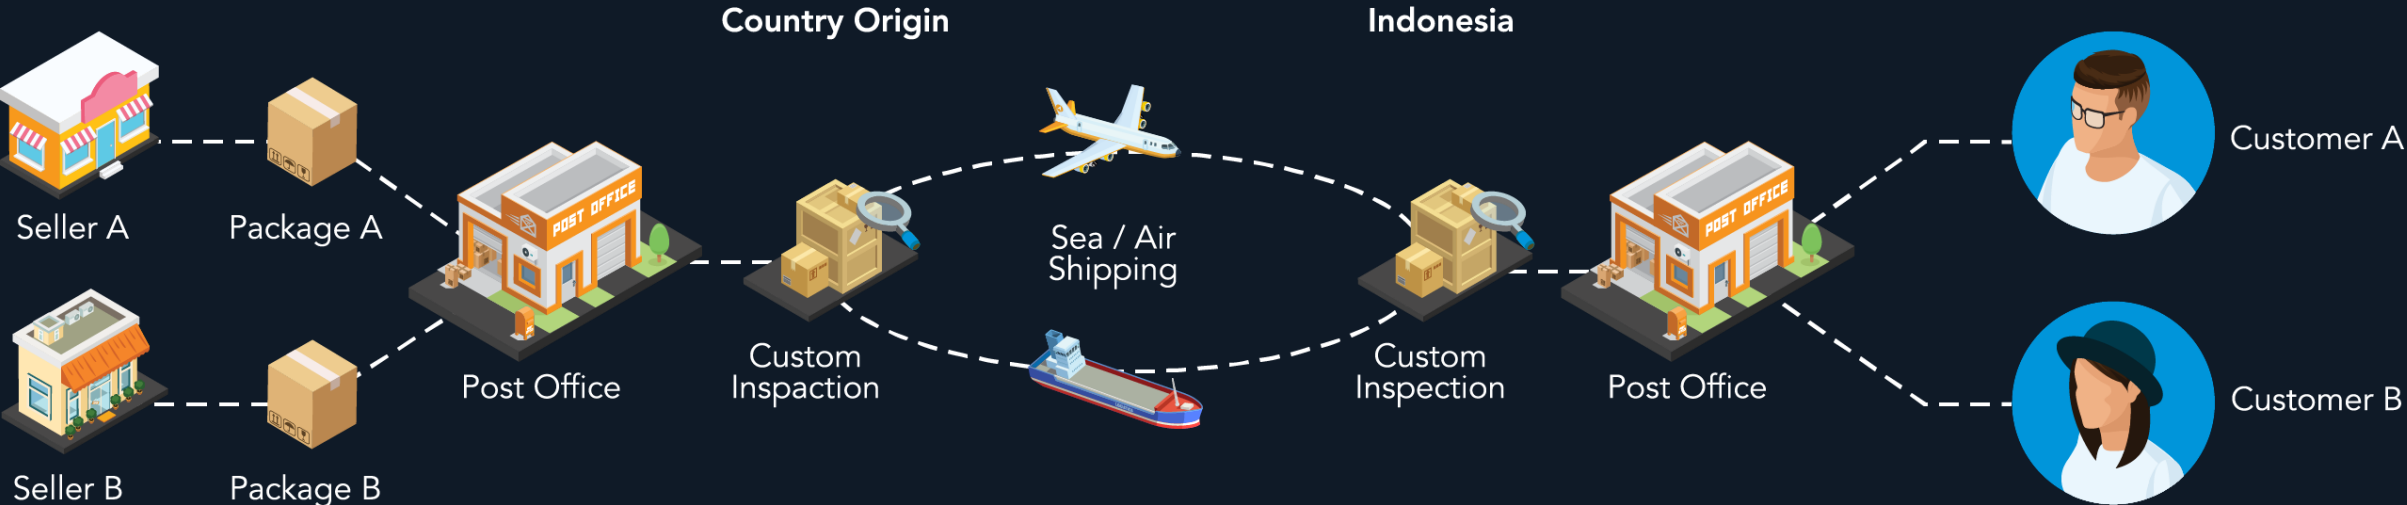 Country Origin
Indonesia
POST OFFICE
POST OFFICE
Customer A
Seller A
Package A
Sea / Air
Shipping
Custom
Inspaction
Custom
Inspection
Post Office
Post Office
Customer B
Seller B
Package B